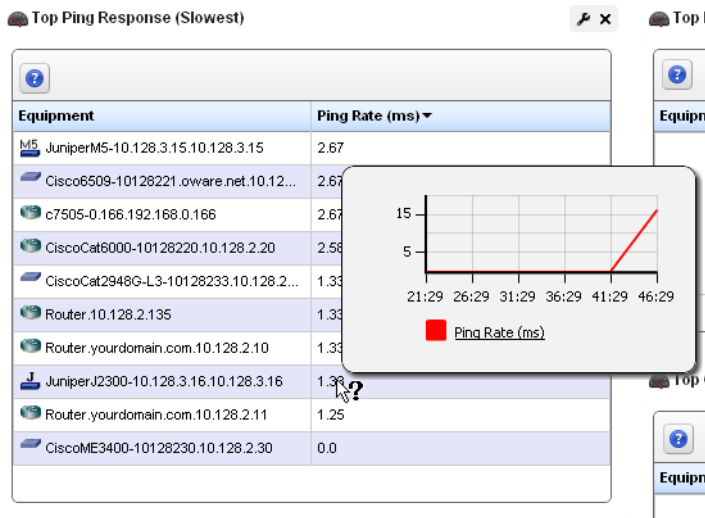 Top Ping Response (Slowest)
Top
Equipment
Ping Rate (ms)
Equipm
M5 JuniperM5-10.128.3.15.10.128.3.15
2.67
Cisco6509-10128221.oware.net.10.12...
2.67
c7505-0.166.192.168.0.166
2.67
CiscoCat6000-10128220.10.128.2.20
2.58
CiscoCat2948G-L3-10128233.10.128.2...
1.33
Router.10.128.2.135
1.33
Router.yourdomain.com.10.128.2.10
1.33
J JuniperJ2300-10.128.3.16.10.128.3.16
1.33
Router.yourdomain.com.10.128.2.11
1.25
CiscoME3400-10128230.10.128.2.30
0.0
15
5
21:29 26:29 31:29 36:29 41:29 46:29
Ping Rate (ms)
Top
Equipm